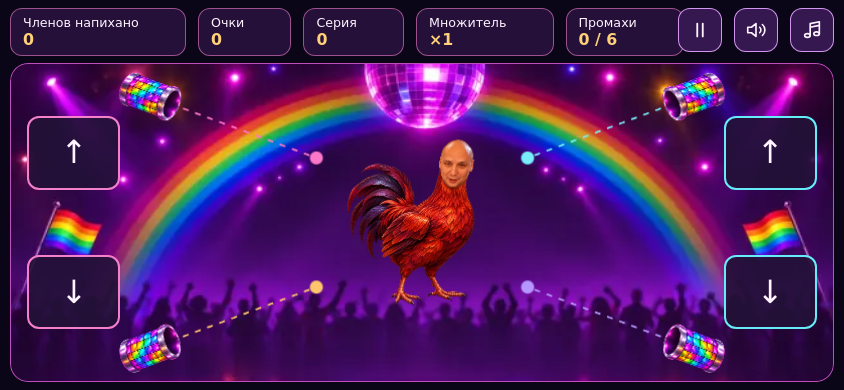 Членов напихано
0
Очки
0
Серия
0
Множитель
×1
Промахи
0 / 6
↑
↑
↓
↓